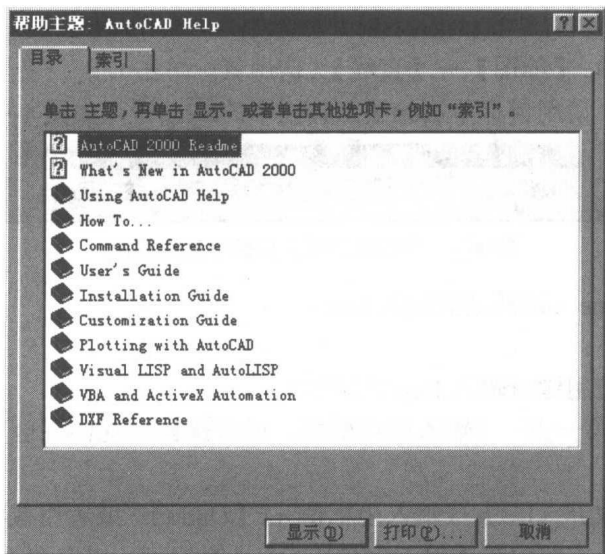 帮助主题: AutoCAD Help
目录 索引
单击 主题，再单击 显示。或者单击其他选项卡，例如“索引”。
AutoCAD 2000 Readme
What's New in AutoCAD 2000
Using AutoCAD Help
How To...
Command Reference
User's Guide
Installation Guide
Customization Guide
Plotting with AutoCAD
Visual LISP and AutoLISP
VBA and ActiveX Automation
DXF Reference
显示(D) 打印(P)... 取消